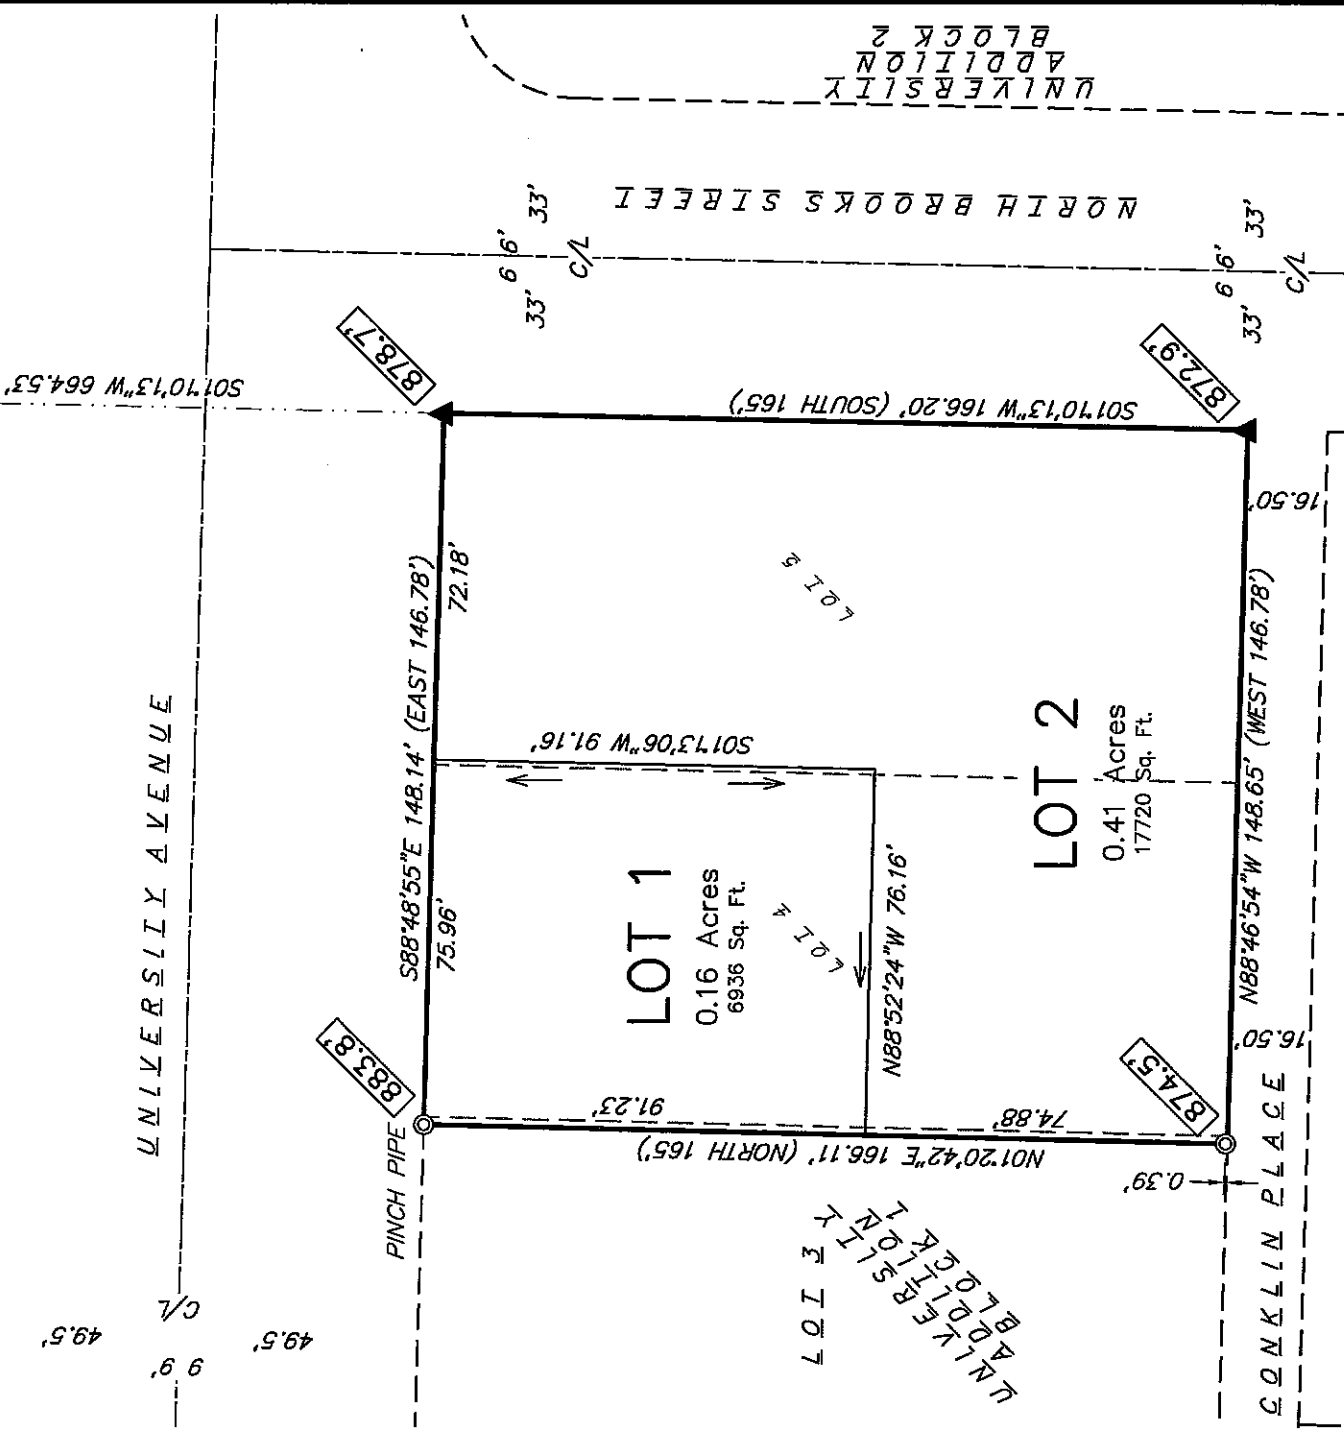 UNIVERSITY
ADDITION
BLOCK 2
NORTH BROOKS STREET
33'
6 6'
33'
C/L
33'
6 6'
33'
C/L
S01°10'13"W 664.53'
878.7'
872.9'
S01°10'13"W 166.20' (SOUTH 165')
16.50'
UNIVERSITY AVENUE
S88°48'55"E 148.14' (EAST 146.78')
72.18'
75.96'
LOT 5
S01°13'06"W 91.16'
LOT 1
0.16 Acres
6936 Sq. Ft.
LOT 4
N88°52'24"W 76.16'
LOT 2
0.41 Acres
17720 Sq. Ft.
N88°46'54"W 148.65' (WEST 146.78')
16.50'
883.8'
874.5'
PINCH PIPE
91.23'
74.88'
N01°20'42"E 166.11' (NORTH 165')
0.39'
LOT 3
UNIVERSITY
ADDITION
BLOCK 1
CONKLIN PLACE
C/L
49.5'
9 9'
49.5'